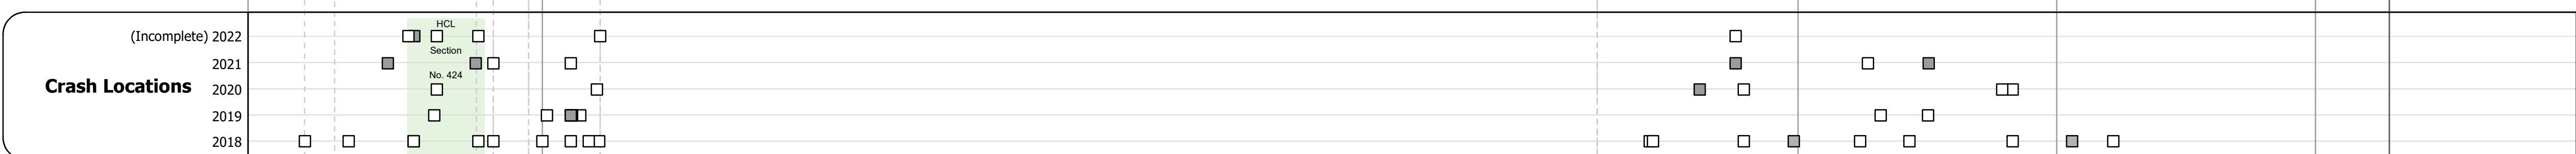 HCL
(Incomplete) 2022
Section
2021
No. 424
Crash Locations
2020
2019
2018